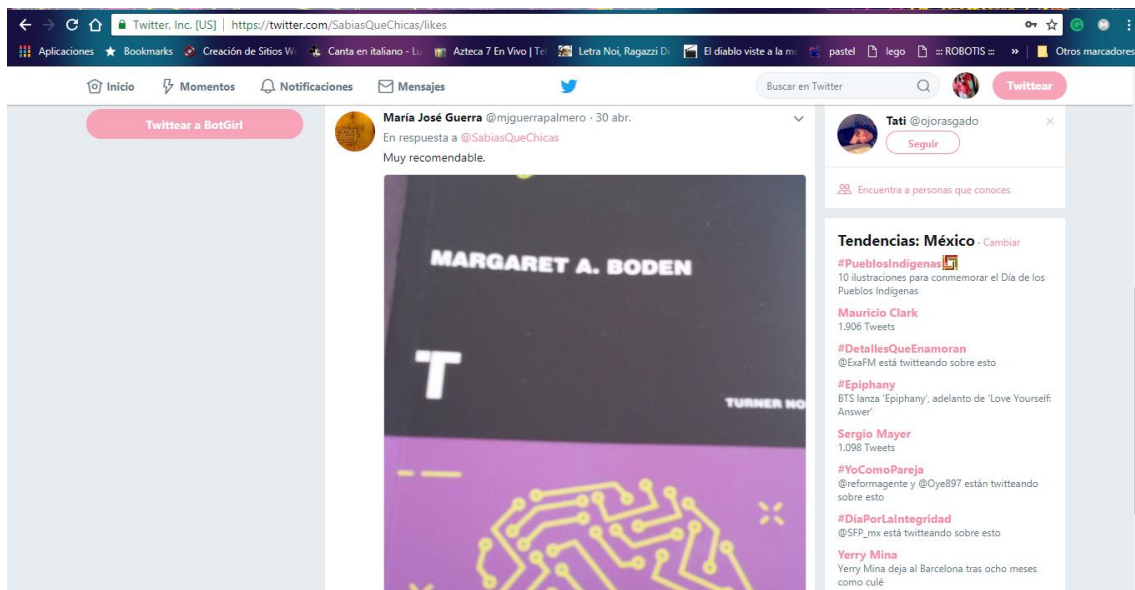 Twitter, Inc. [US] | https://twitter.com/SabiasQueChicas/likes
Aplicaciones Bookmarks Creación de Sitios W Canta en italiano - Lo Azteca 7 En Vivo | Tel Letra Noi, Ragazzi Di El diablo viste a la mo pastel lego ::: ROBOTIS ::: » Otros marcadores
Inicio Momentos Notificaciones Mensajes Buscar en Twitter Twittear
Twittear a BotGirl
María José Guerra @mjguerrapalmero · 30 abr.
En respuesta a @SabiasQueChicas
Muy recomendable.
MARGARET A. BODEN
T
TURNER NO
Tati @ojorasgado
Seguir
Encuentra a personas que conoces
Tendencias: México · Cambiar
#PueblosIndígenas
10 ilustraciones para conmemorar el Día de los
Pueblos Indígenas
Mauricio Clark
1.906 Tweets
#DetallesQueEnamoran
@ExaFM está twitteando sobre esto
#Epiphany
BTS lanza 'Epiphany', adelanto de 'Love Yourself:
Answer'
Sergio Mayer
1.098 Tweets
#YoComoPareja
@reformagente y @Oye897 están twitteando
sobre esto
#DíaPorLaIntegridad
@SFP_mx está twitteando sobre esto
Yerry Mina
Yerry Mina deja al Barcelona tras ocho meses
como culé